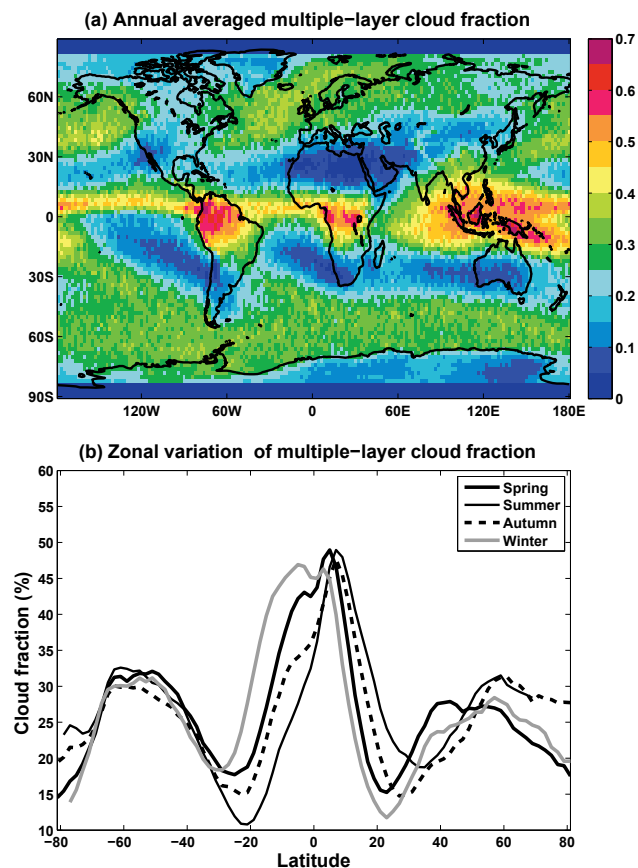 (a) Annual averaged multiple−layer cloud fraction
60N
30N
0
30S
60S
90S
120W
60W
0
60E
120E
180E
0.7
0.6
0.5
0.4
0.3
0.2
0.1
0
(b) Zonal variation of multiple−layer cloud fraction
Cloud fraction (%)
60
55
50
45
40
35
30
25
20
15
10
Spring
Summer
Autumn
Winter
−80
−60
−40
−20
0
20
40
60
80
Latitude